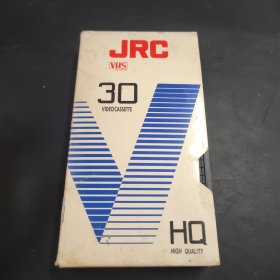 JRC
VHS
30
VIDEOCASSETTE
HQ
HIGH QUALITY